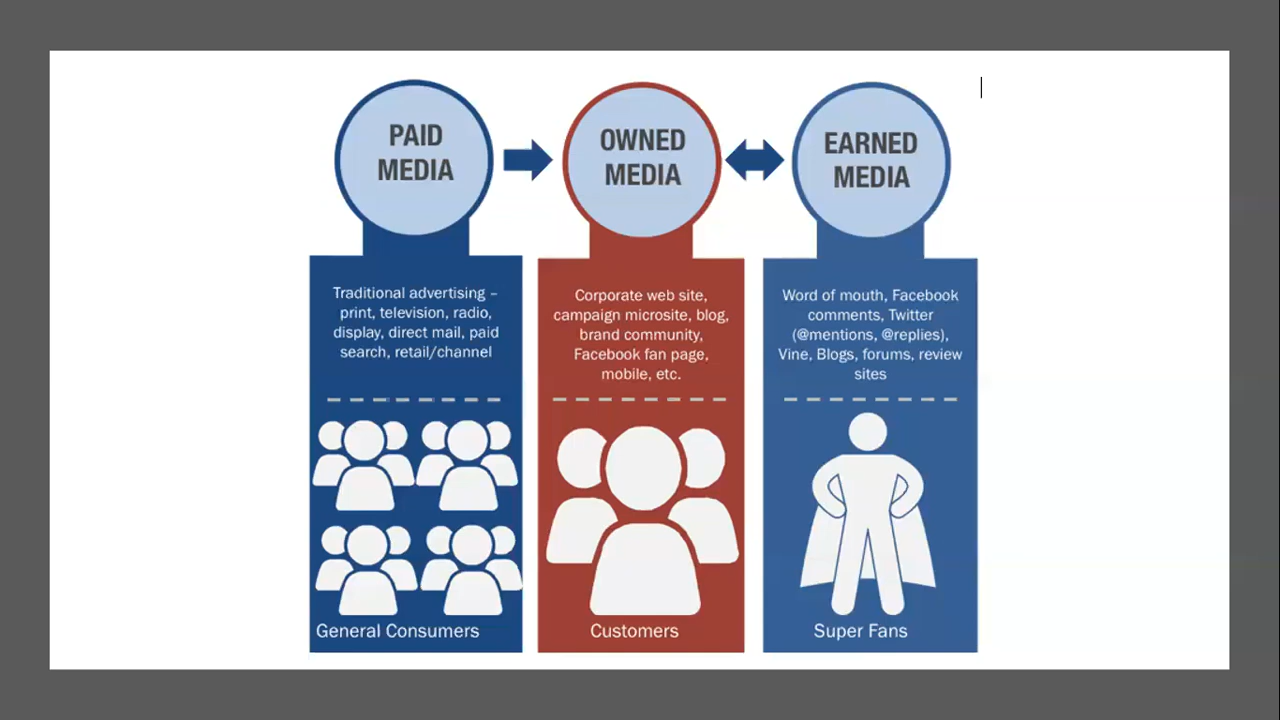 PAID
MEDIA
OWNED
MEDIA
EARNED
MEDIA
Traditional advertising –
print, television, radio,
display, direct mail, paid
search, retail/channel
Corporate web site,
campaign microsite, blog,
brand community,
Facebook fan page,
mobile, etc.
Word of mouth, Facebook
comments, Twitter
(@mentions, @replies),
Vine, Blogs, forums, review
sites
General Consumers
Customers
Super Fans